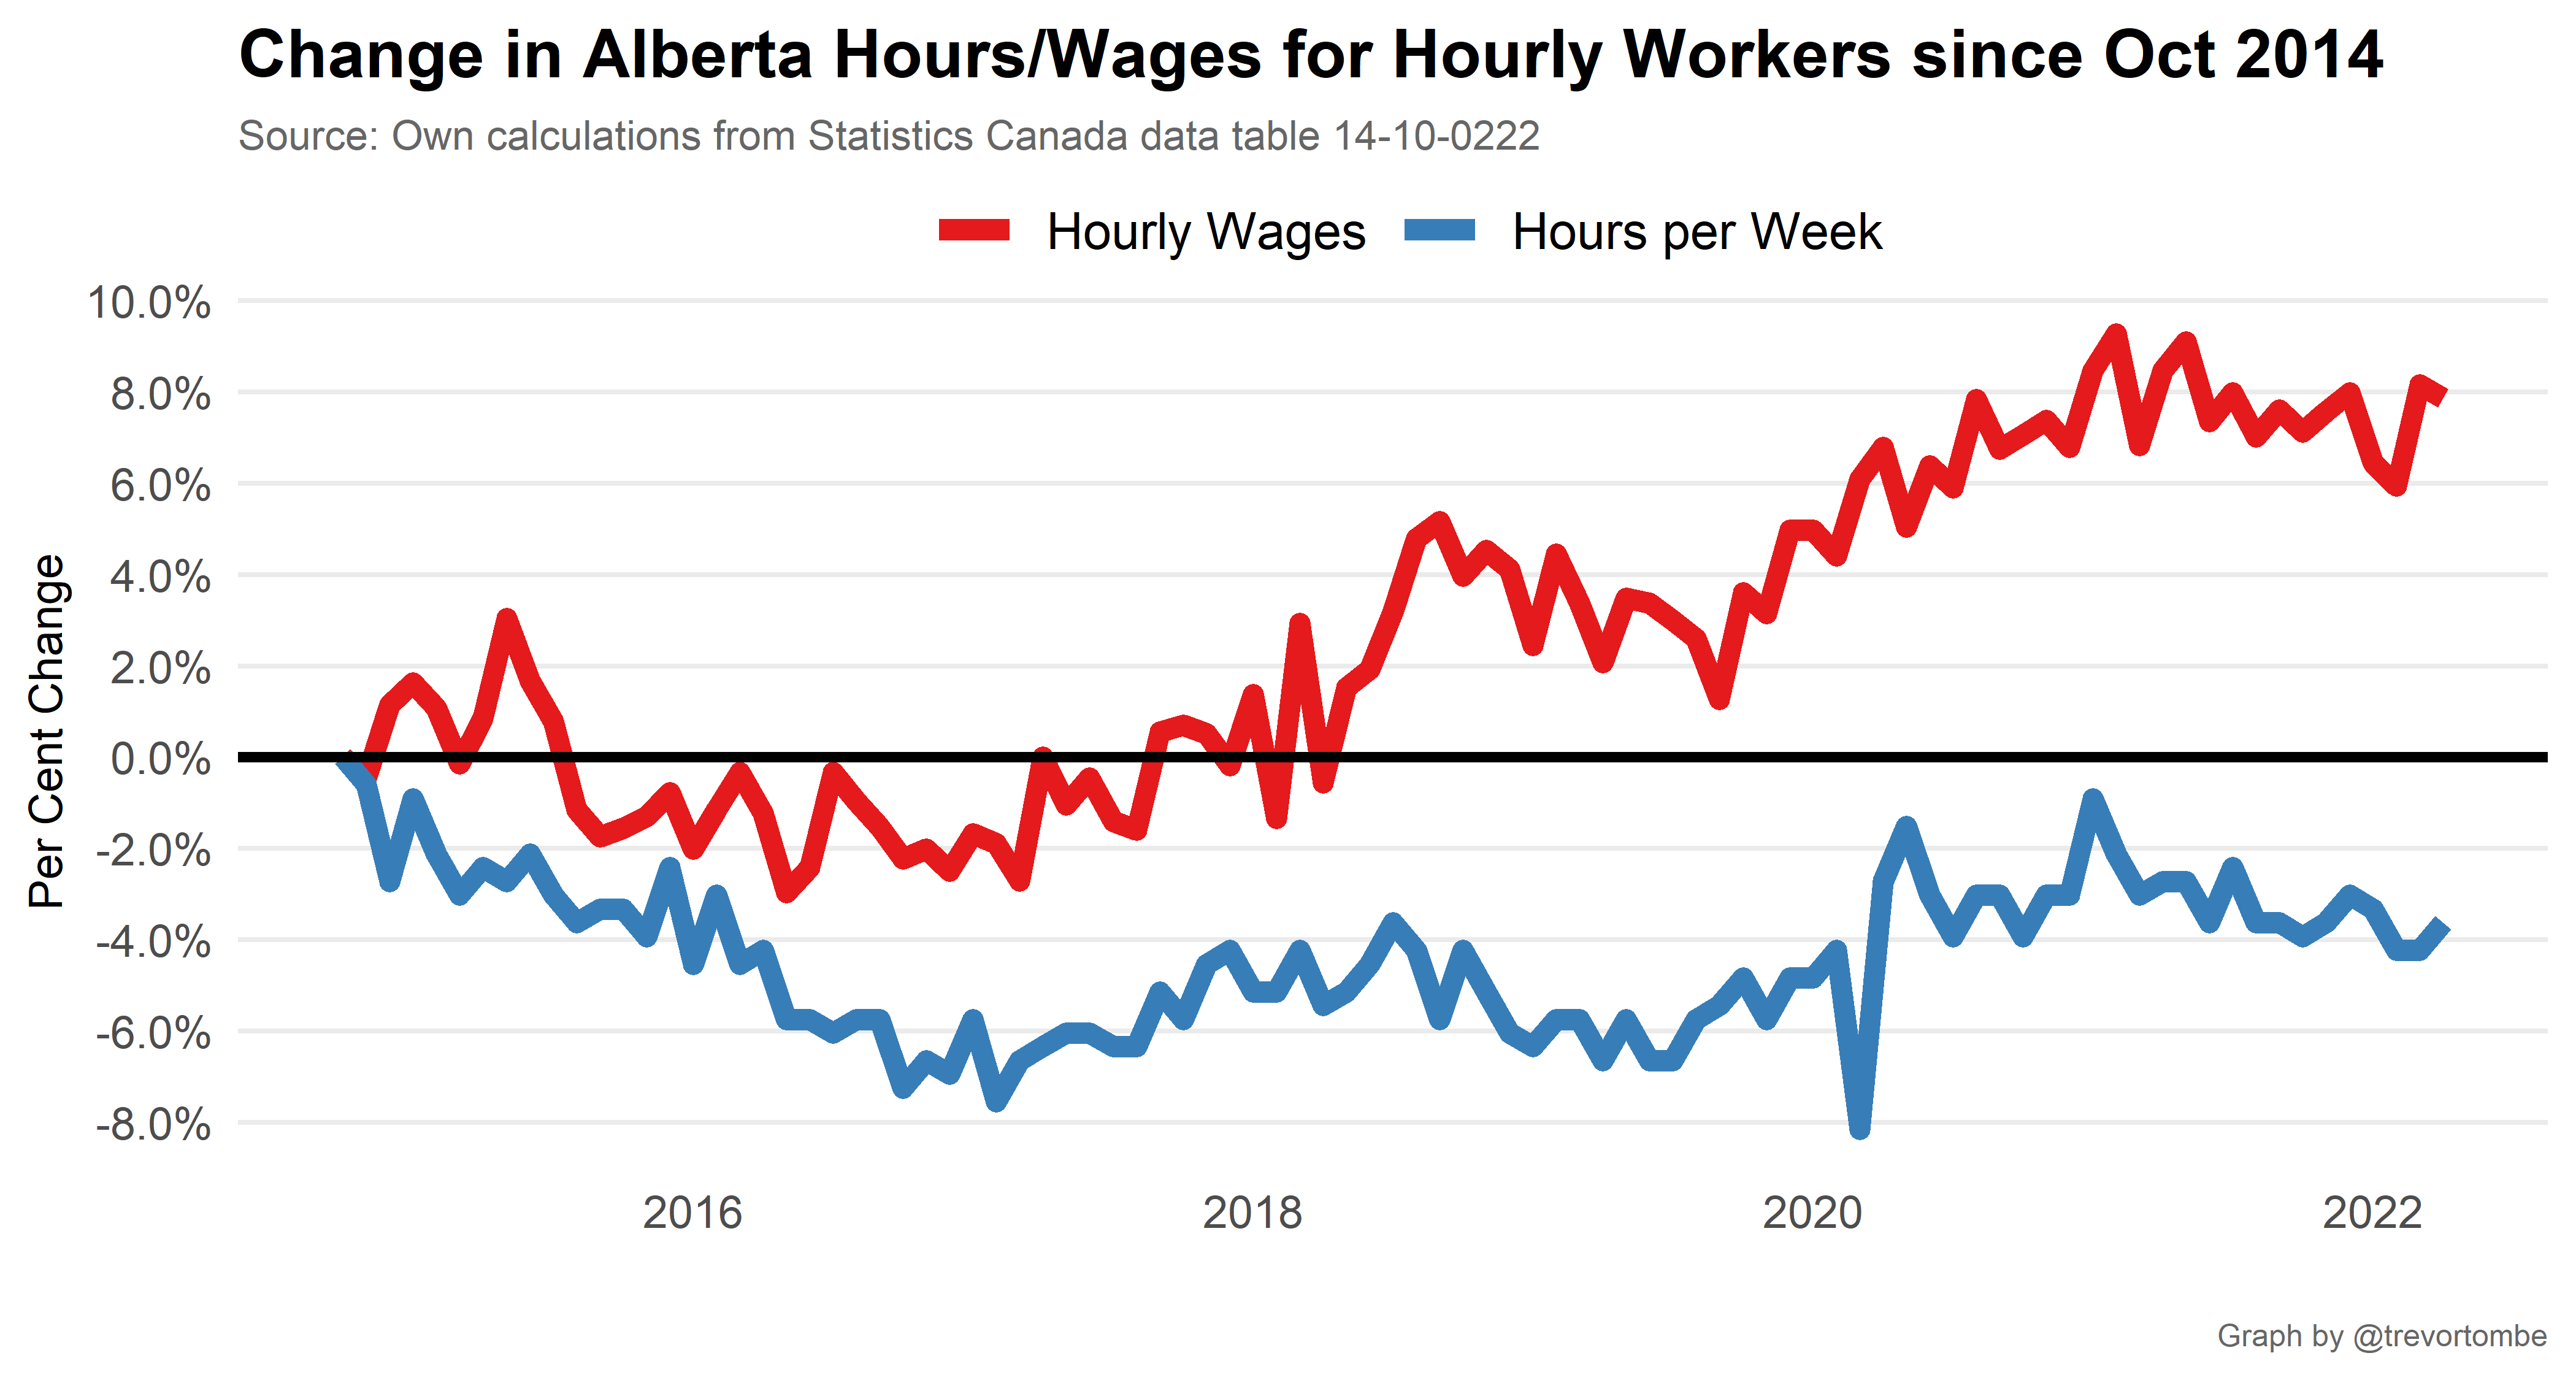 Change in Alberta Hours/Wages for Hourly Workers since Oct 2014
Source: Own calculations from Statistics Canada data table 14-10-0222
Hourly Wages
Hours per Week
Per Cent Change
10.0%
8.0%
6.0%
4.0%
2.0%
0.0%
-2.0%
-4.0%
-6.0%
-8.0%
2016
2018
2020
2022
Graph by @trevortombe